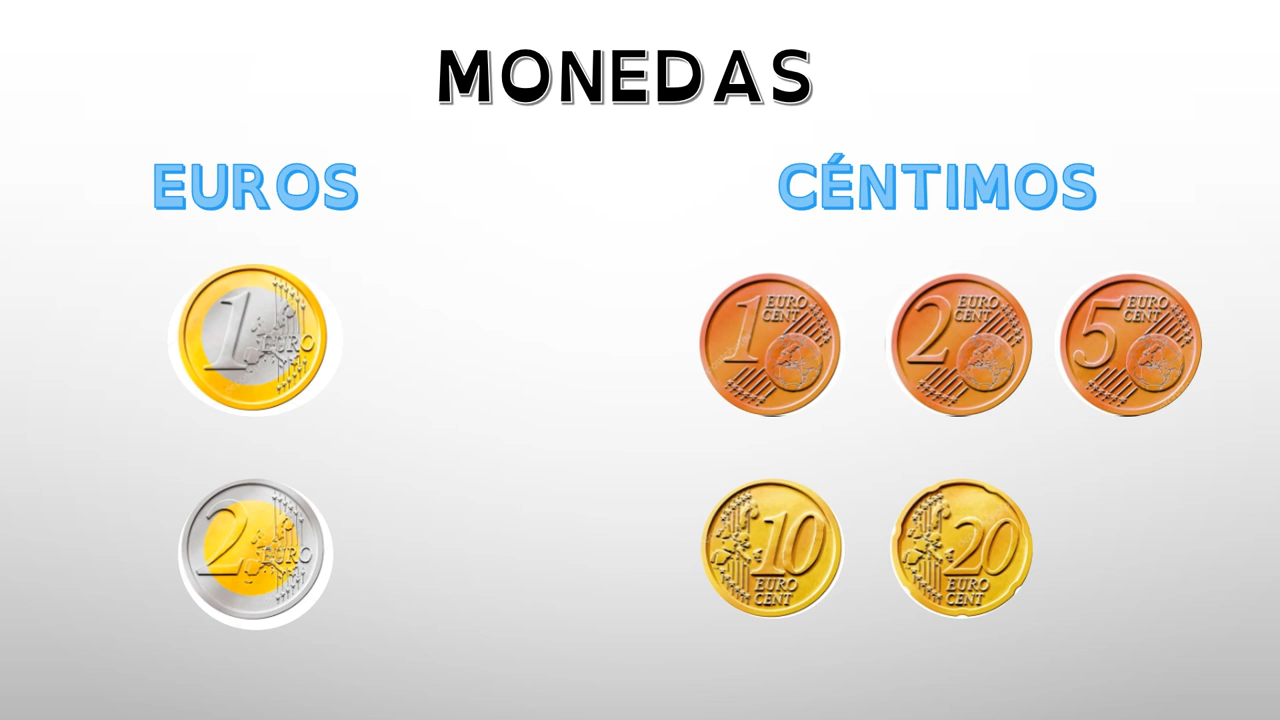 MONEDAS
EUROS
CÉNTIMOS
1 EURO
1 EURO CENT
2 EURO CENT
5 EURO CENT
2 EURO
10 EURO CENT
20 EURO CENT